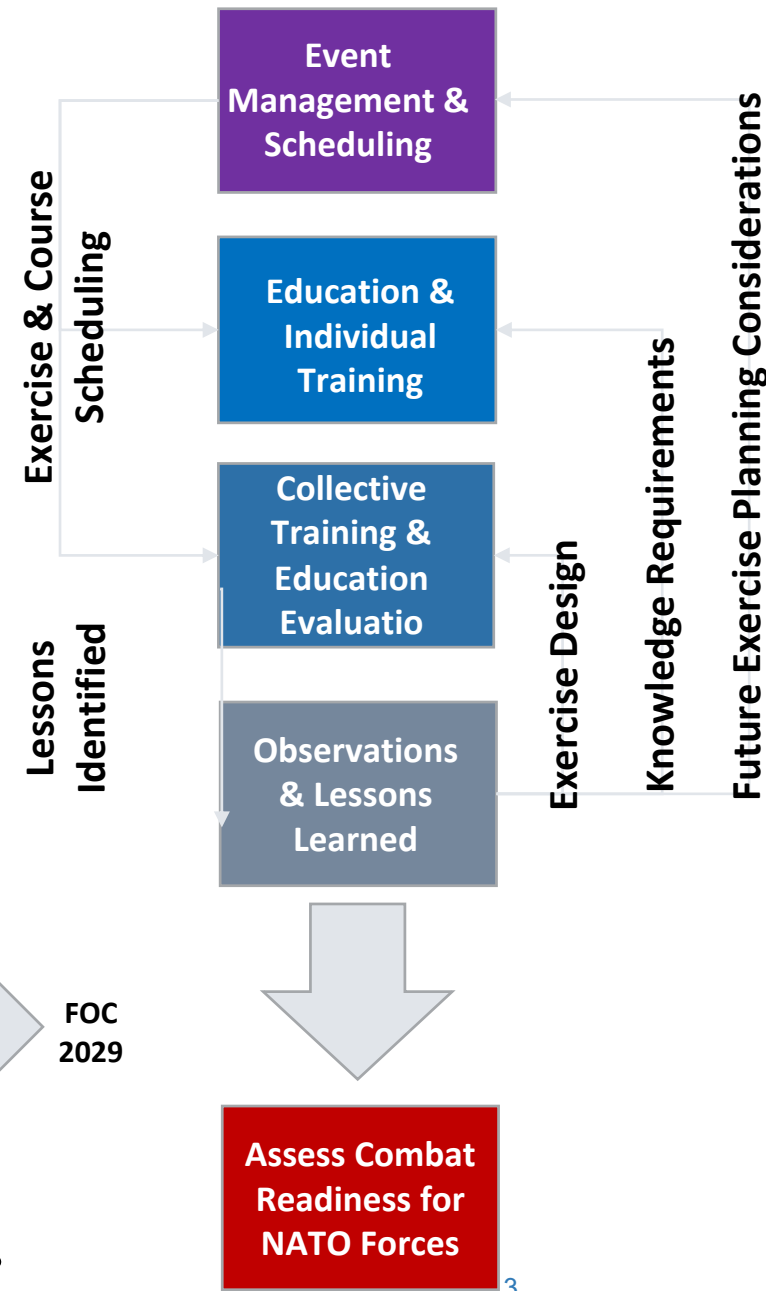 Event
Management &
Scheduling
Exercise & Course
Scheduling
Education &
Individual
Training
Collective
Training &
Education
Evaluatio
Lessons
Identified
Observations
& Lessons
Learned
Exercise Design
Knowledge Requirements
Future Exercise Planning Considerations
FOC
2029
Assess Combat
Readiness for
NATO Forces
3